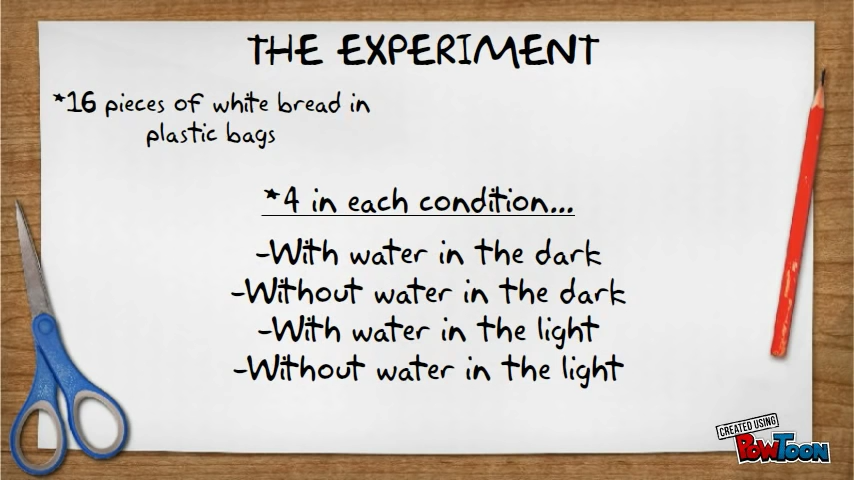 THE EXPERIMENT
*16 pieces of white bread in
plastic bags
*4 in each condition...
-With water in the dark
-Without water in the dark
-With water in the light
-Without water in the light
CREATED USING
POWTOON